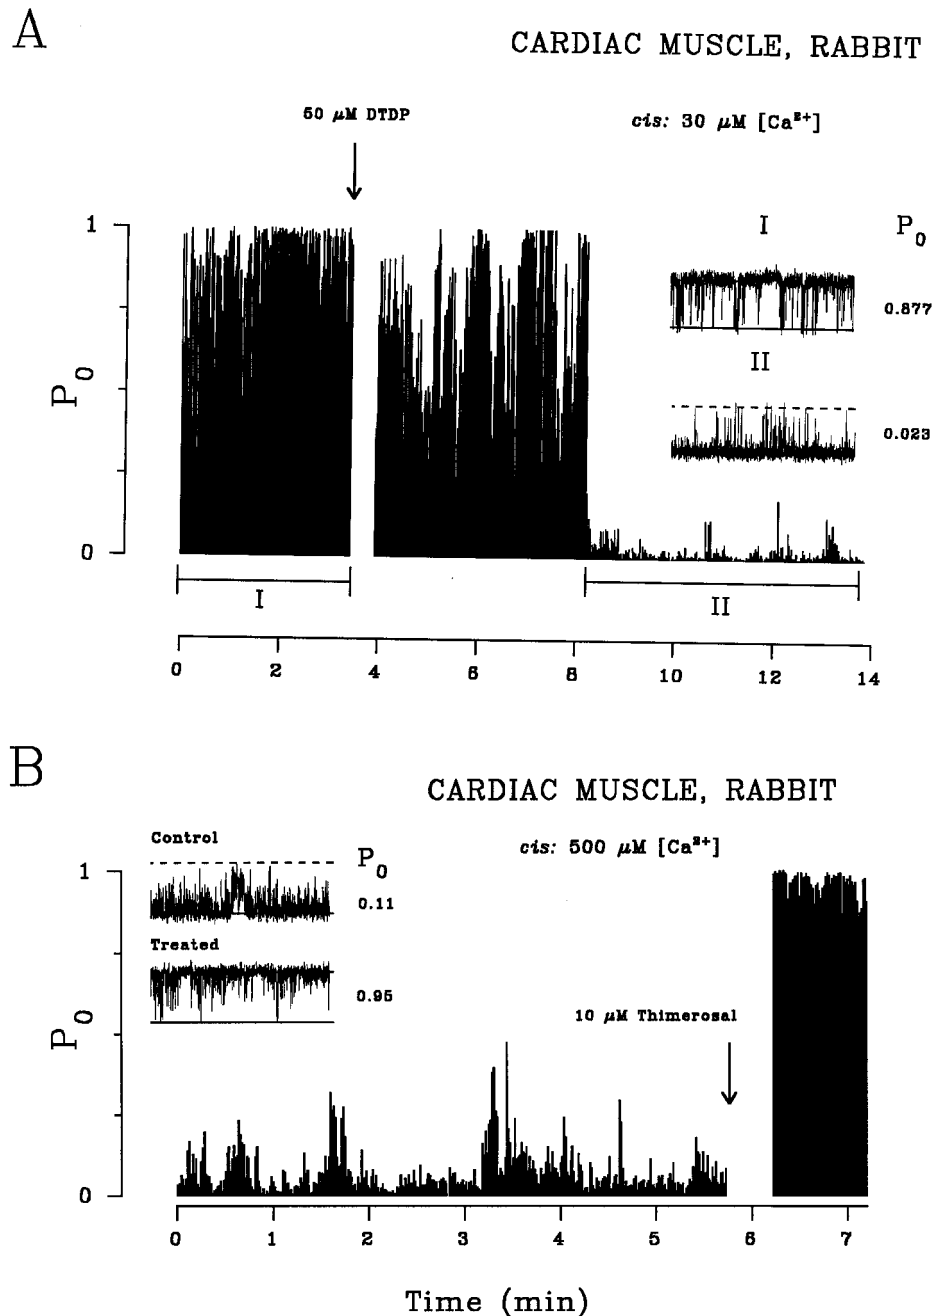 A
CARDIAC MUSCLE, RABBIT
50 μM DTDP
cis: 30 μM [Ca²⁺]
I
P₀
1
0.877
II
0.023
P₀
0
I
II
0 2 4 6 8 10 12 14
B
CARDIAC MUSCLE, RABBIT
Control
cis: 500 μM [Ca²⁺]
P₀
1
0.11
Treated
0.95
10 μM Thimerosal
P₀
0
0 1 2 3 4 5 6 7
Time (min)